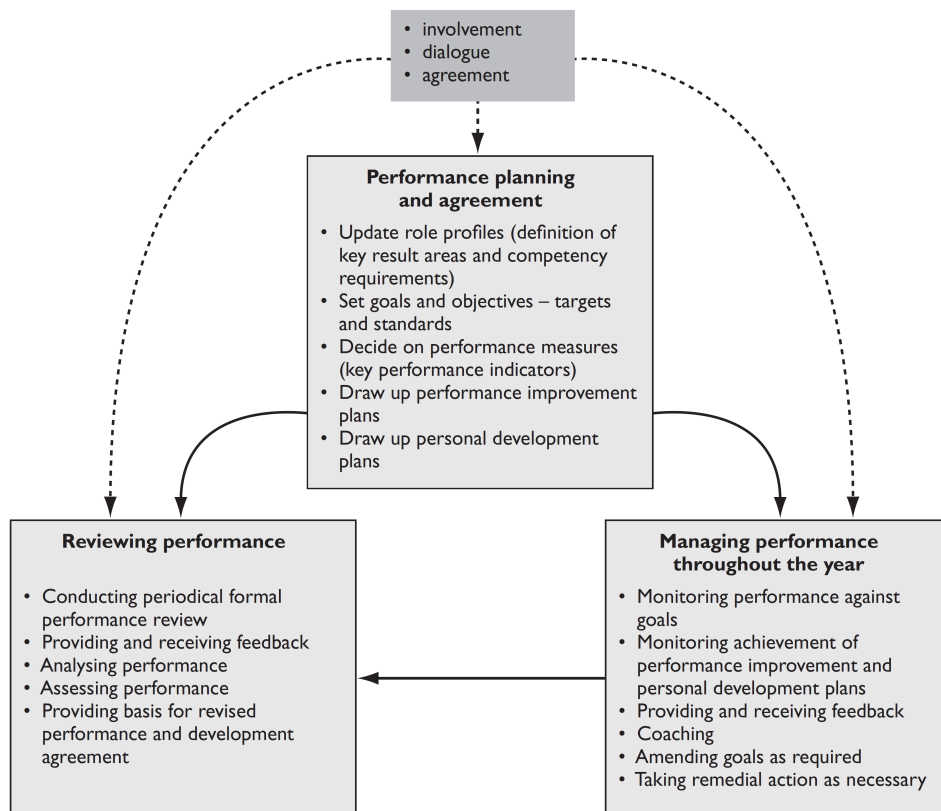 • involvement
• dialogue
• agreement
Performance planning
and agreement
• Update role profiles (definition of
key result areas and competency
requirements)
• Set goals and objectives – targets
and standards
• Decide on performance measures
(key performance indicators)
• Draw up performance improvement
plans
• Draw up personal development
plans
Reviewing performance
• Conducting periodical formal
performance review
• Providing and receiving feedback
• Analysing performance
• Assessing performance
• Providing basis for revised
performance and development
agreement
Managing performance
throughout the year
• Monitoring performance against
goals
• Monitoring achievement of
performance improvement and
personal development plans
• Providing and receiving feedback
• Coaching
• Amending goals as required
• Taking remedial action as necessary